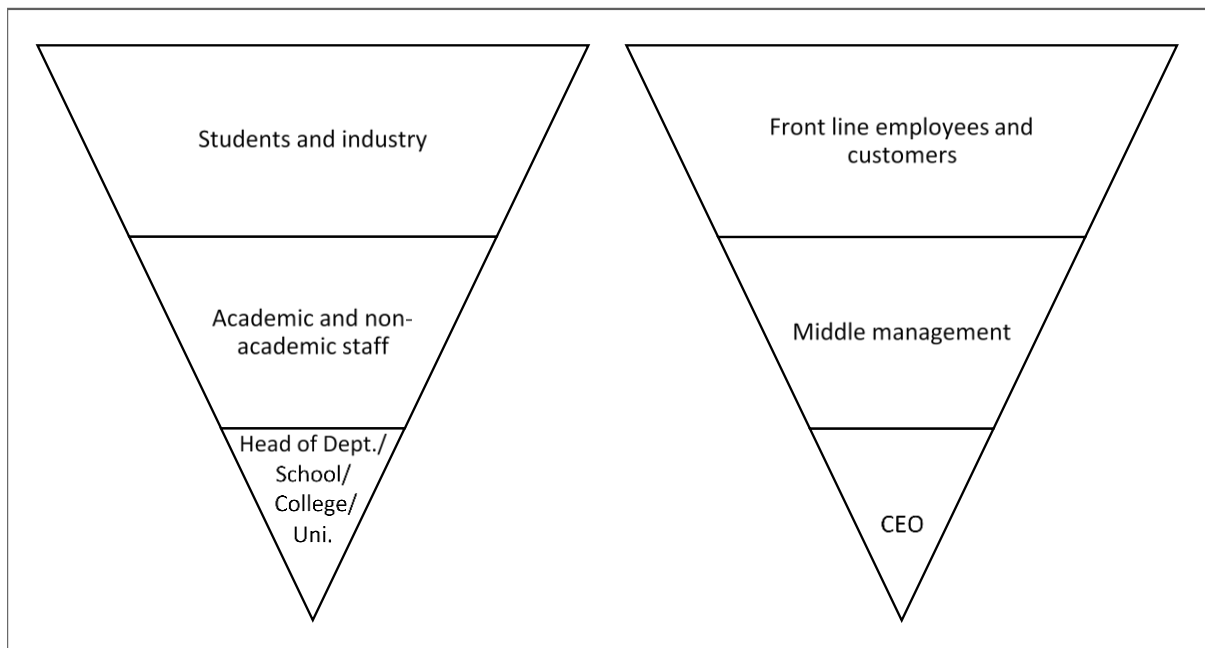 Students and industry
Academic and non-
academic staff
Head of Dept./
School/
College/
Uni.
Front line employees and
customers
Middle management
CEO